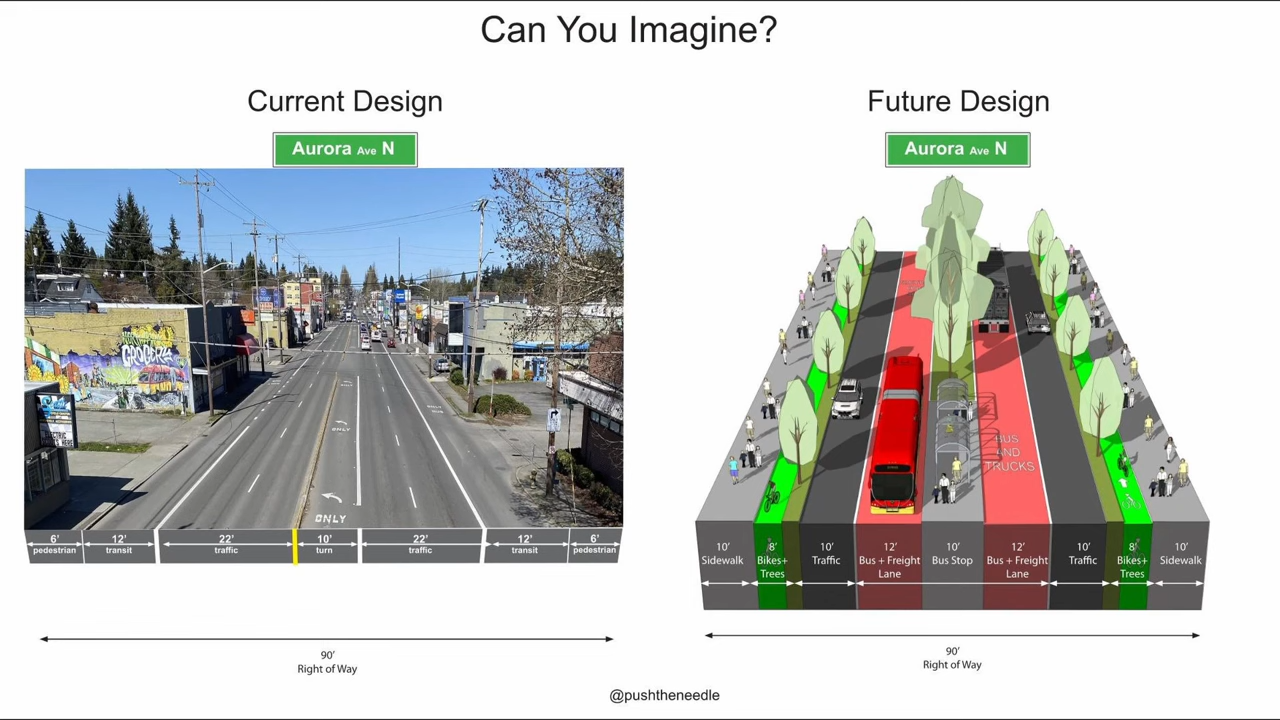 Can You Imagine?
Current Design
Aurora Ave N
GROCERY
ONLY
ONLY
6' 12' 22' 10' 22' 12' 6'
pedestrian transit traffic turn traffic transit pedestrian
90'
Right of Way
Future Design
Aurora Ave N
BUS
AND
TRUCKS
10' 8' 10' 12' 10' 12' 10' 8' 10'
Sidewalk Bikes+ Traffic Bus + Freight Bus Stop Bus + Freight Traffic Bikes+ Sidewalk
Trees Lane Lane Trees
90'
Right of Way
@pushtheneedle